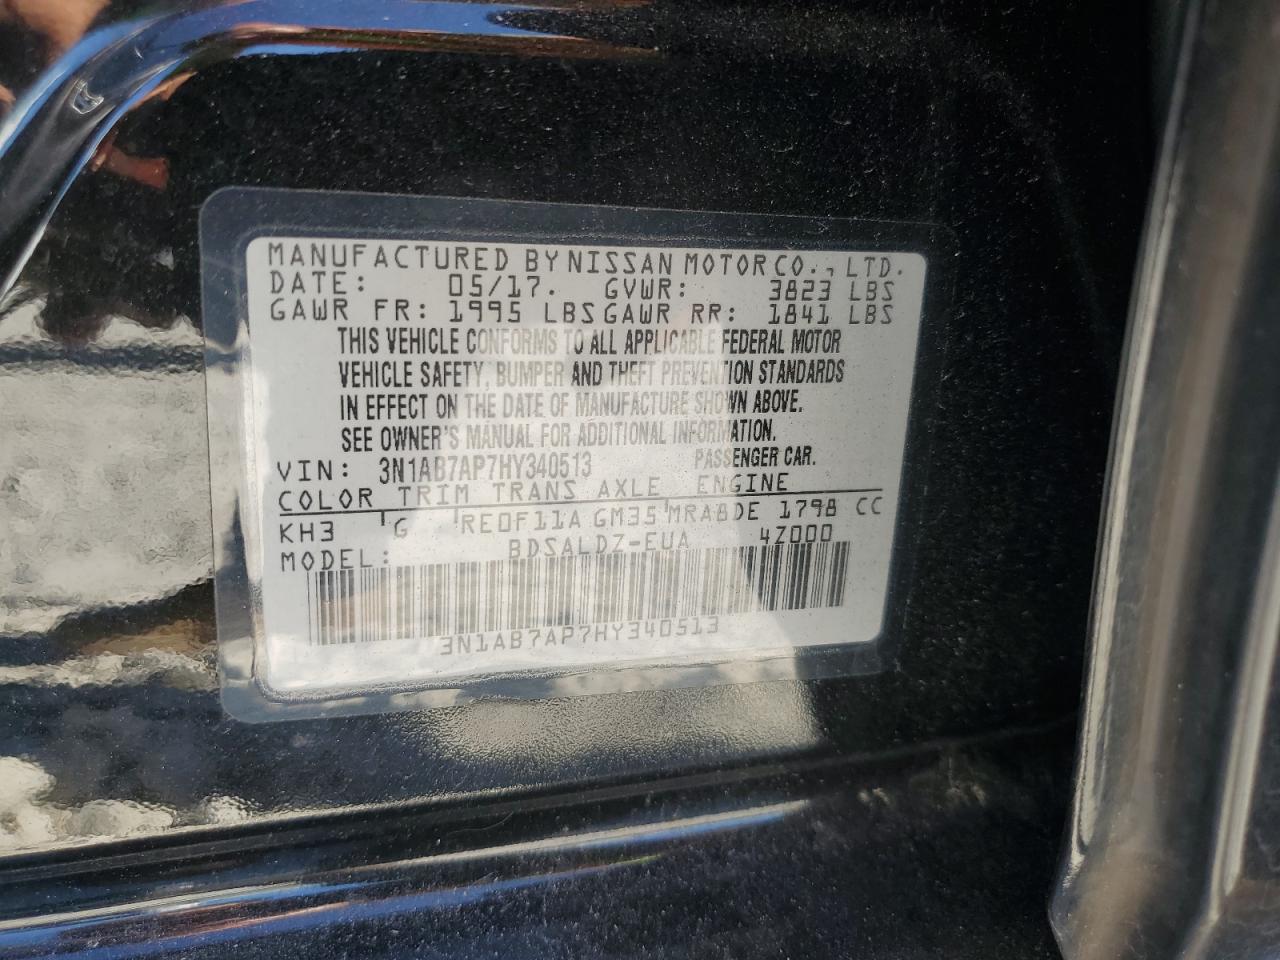 MANUFACTURED BY NISSAN MOTOR CO., LTD.
DATE: 05/17. GVWR: 3823 LBS
GAWR FR: 1995 LBS GAWR RR: 1841 LBS
THIS VEHICLE CONFORMS TO ALL APPLICABLE FEDERAL MOTOR
VEHICLE SAFETY, BUMPER AND THEFT PREVENTION STANDARDS
IN EFFECT ON THE DATE OF MANUFACTURE SHOWN ABOVE.
SEE OWNER'S MANUAL FOR ADDITIONAL INFORMATION.
VIN: 3N1AB7AP7HY340513 PASSENGER CAR.
COLOR TRIM TRANS AXLE ENGINE
KH3 G RE0F11A GM35 MRA8DE 1798 CC
MODEL: BDSALDZ-EUA 4Z000
3N1AB7AP7HY340513